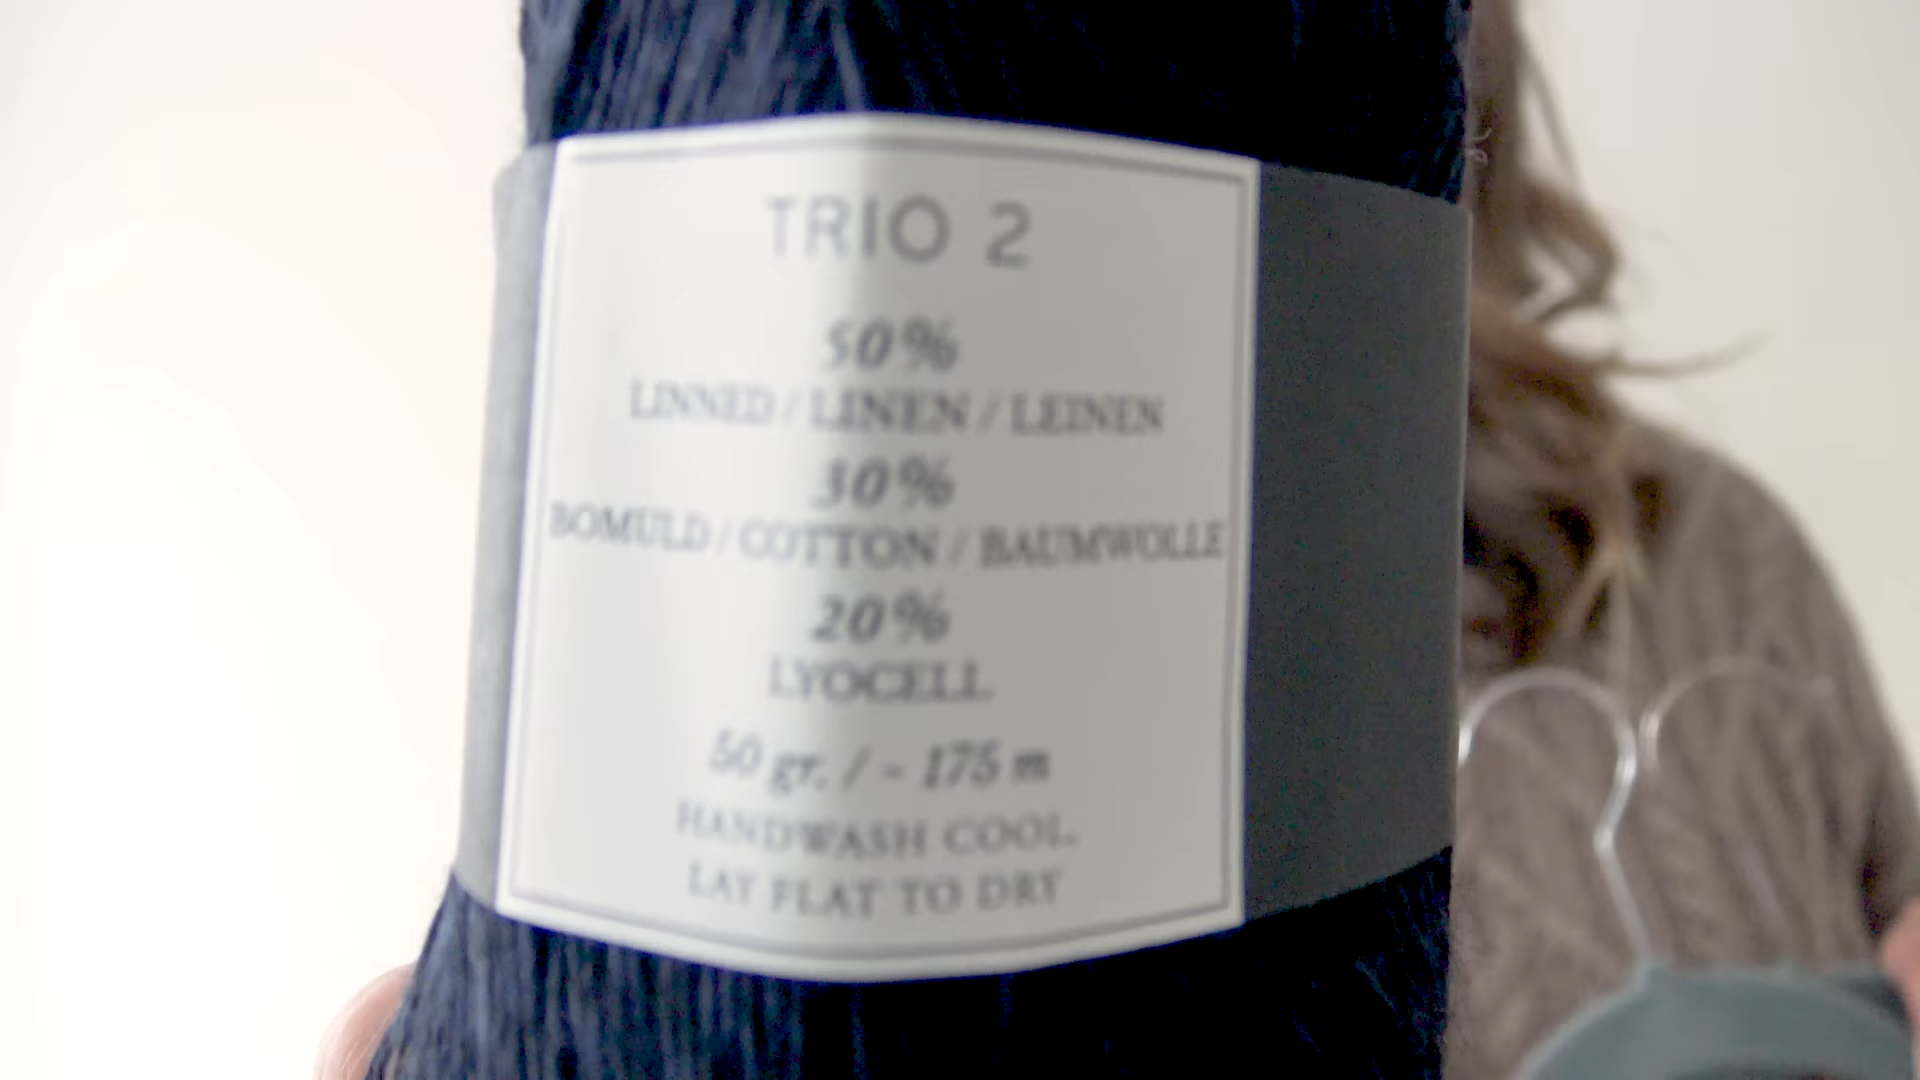 TRIO 2
50%
LINNED / LINEN / LEINEN
30%
BOMULD / COTTON / BAUMWOLLE
20%
LYOCELL
50 gr. / ~ 175 m
HANDWASH COOL.
LAY FLAT TO DRY